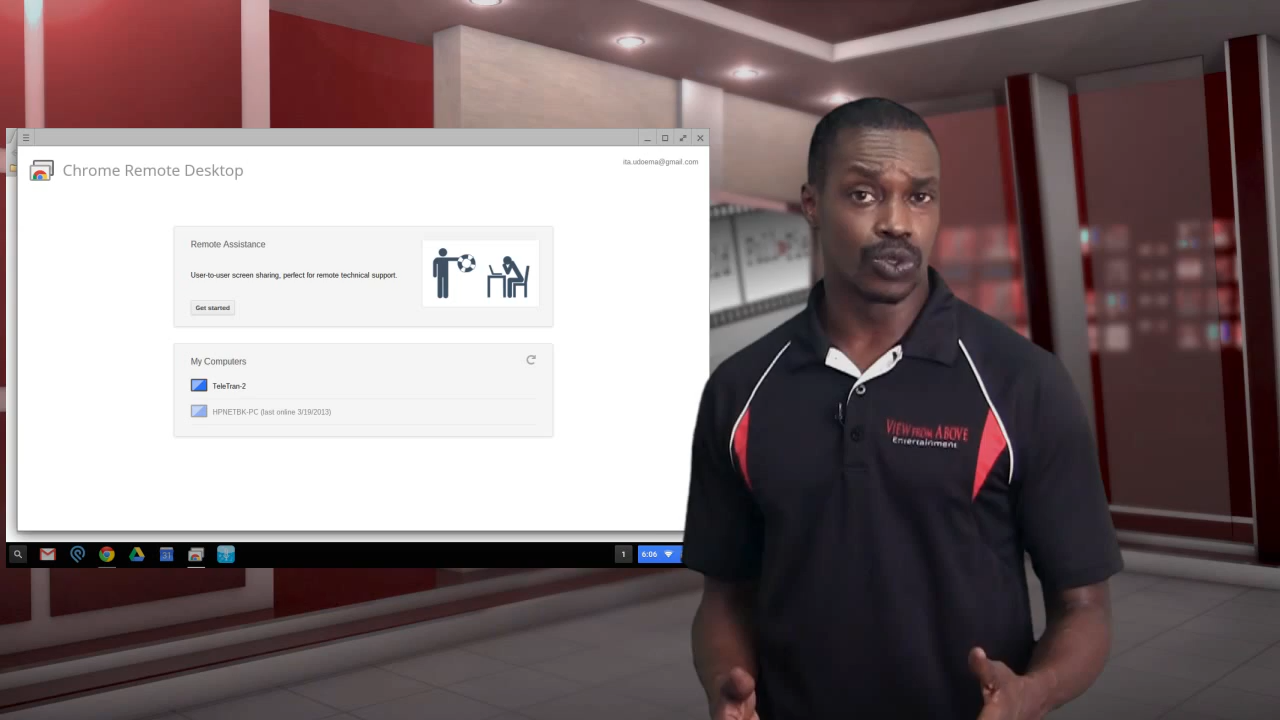 Chrome Remote Desktop
ita.udoema@gmail.com
Remote Assistance
User-to-user screen sharing, perfect for remote technical support.
Get started
My Computers
TeleTran-2
HPNETBK-PC (last online 3/19/2013)
31
1
6:06
VIEW FROM ABOVE
Entertainment